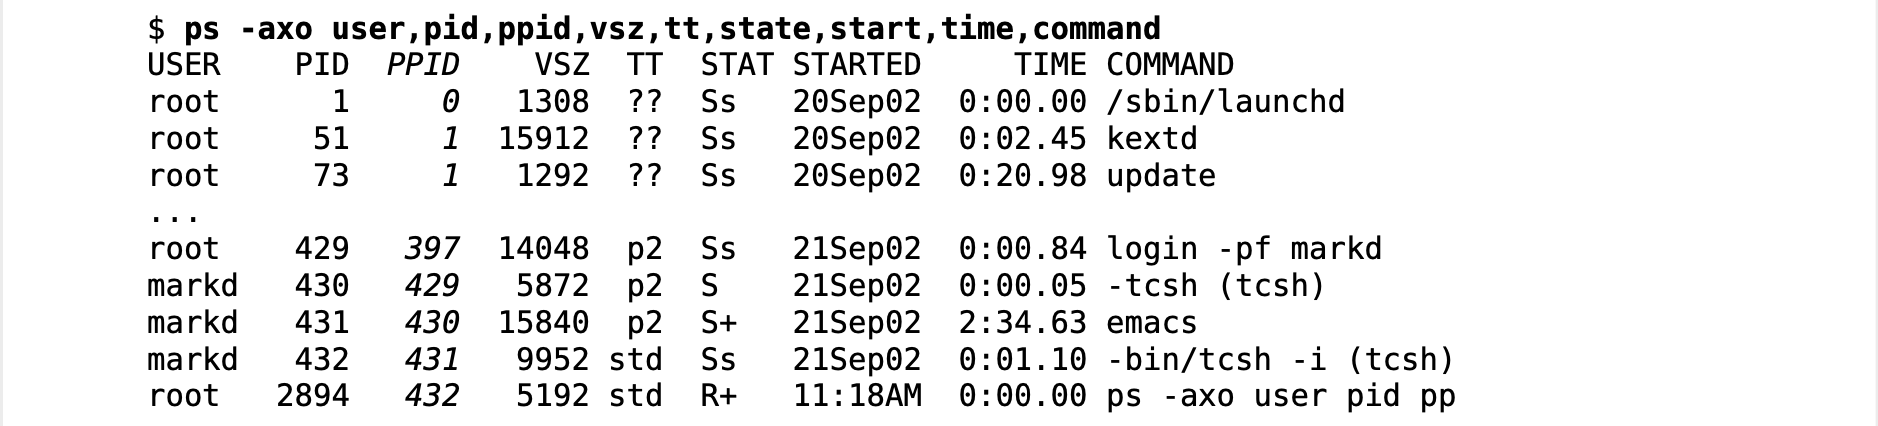 $ ps -axo user,pid,ppid,vsz,tt,state,start,time,command
USER PID PPID VSZ TT STAT STARTED TIME COMMAND
root 1 0 1308 ?? Ss 20Sep02 0:00.00 /sbin/launchd
root 51 1 15912 ?? Ss 20Sep02 0:02.45 kextd
root 73 1 1292 ?? Ss 20Sep02 0:20.98 update
...
root 429 397 14048 p2 Ss 21Sep02 0:00.84 login -pf markd
markd 430 429 5872 p2 S 21Sep02 0:00.05 -tcsh (tcsh)
markd 431 430 15840 p2 S+ 21Sep02 2:34.63 emacs
markd 432 431 9952 std Ss 21Sep02 0:01.10 -bin/tcsh -i (tcsh)
root 2894 432 5192 std R+ 11:18AM 0:00.00 ps -axo user pid pp